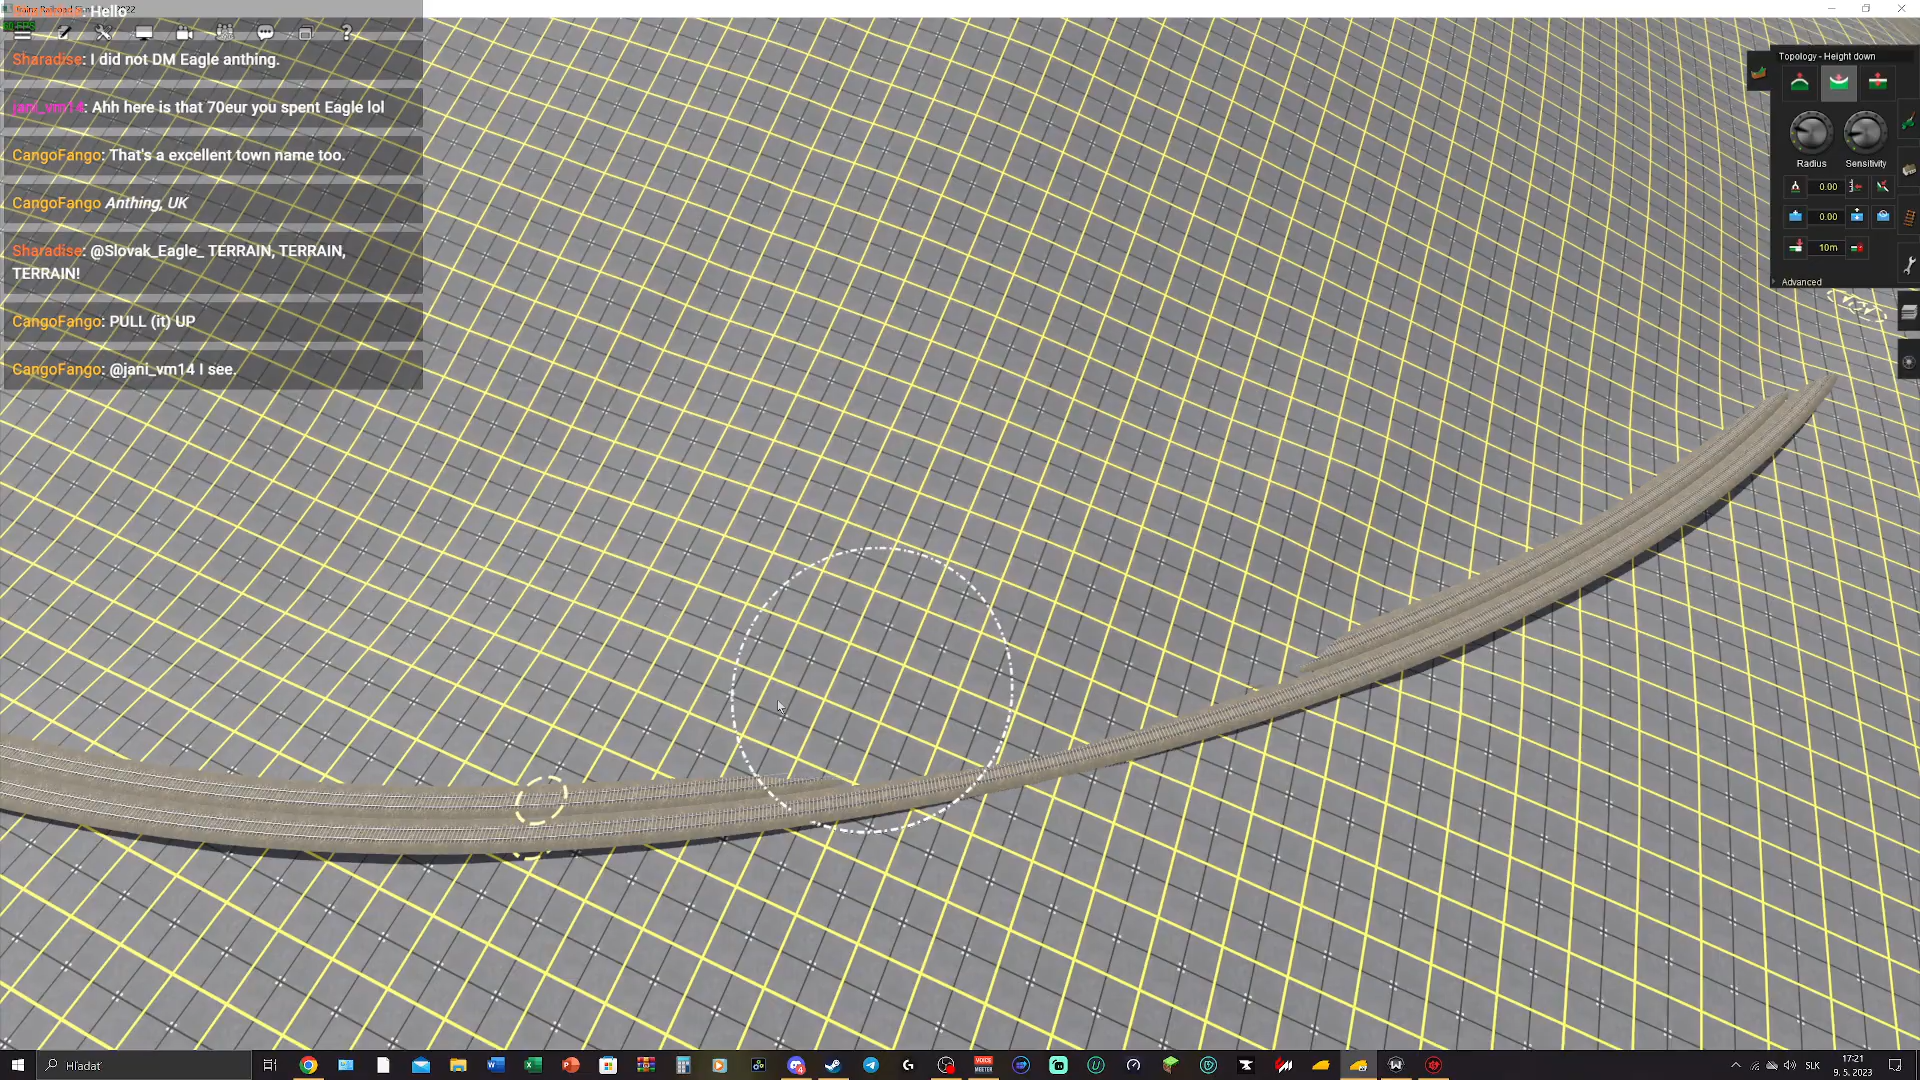 Hello
Sharadise: I did not DM Eagle anthing.
jani_vm14: Ahh here is that 70eur you spent Eagle lol
CangoFango: That's a excellent town name too.
CangoFango Anthing, UK
Sharadise: @Slovak_Eagle_ TERRAIN, TERRAIN,
TERRAIN!
CangoFango: PULL (it) UP
CangoFango: @jani_vm14 I see.
Topology - Height down
Radius
Sensitivity
0.00
0.00
10m
Advanced
Hľadať
VOICE
MEETER
SLK
17:21
9. 5. 2023